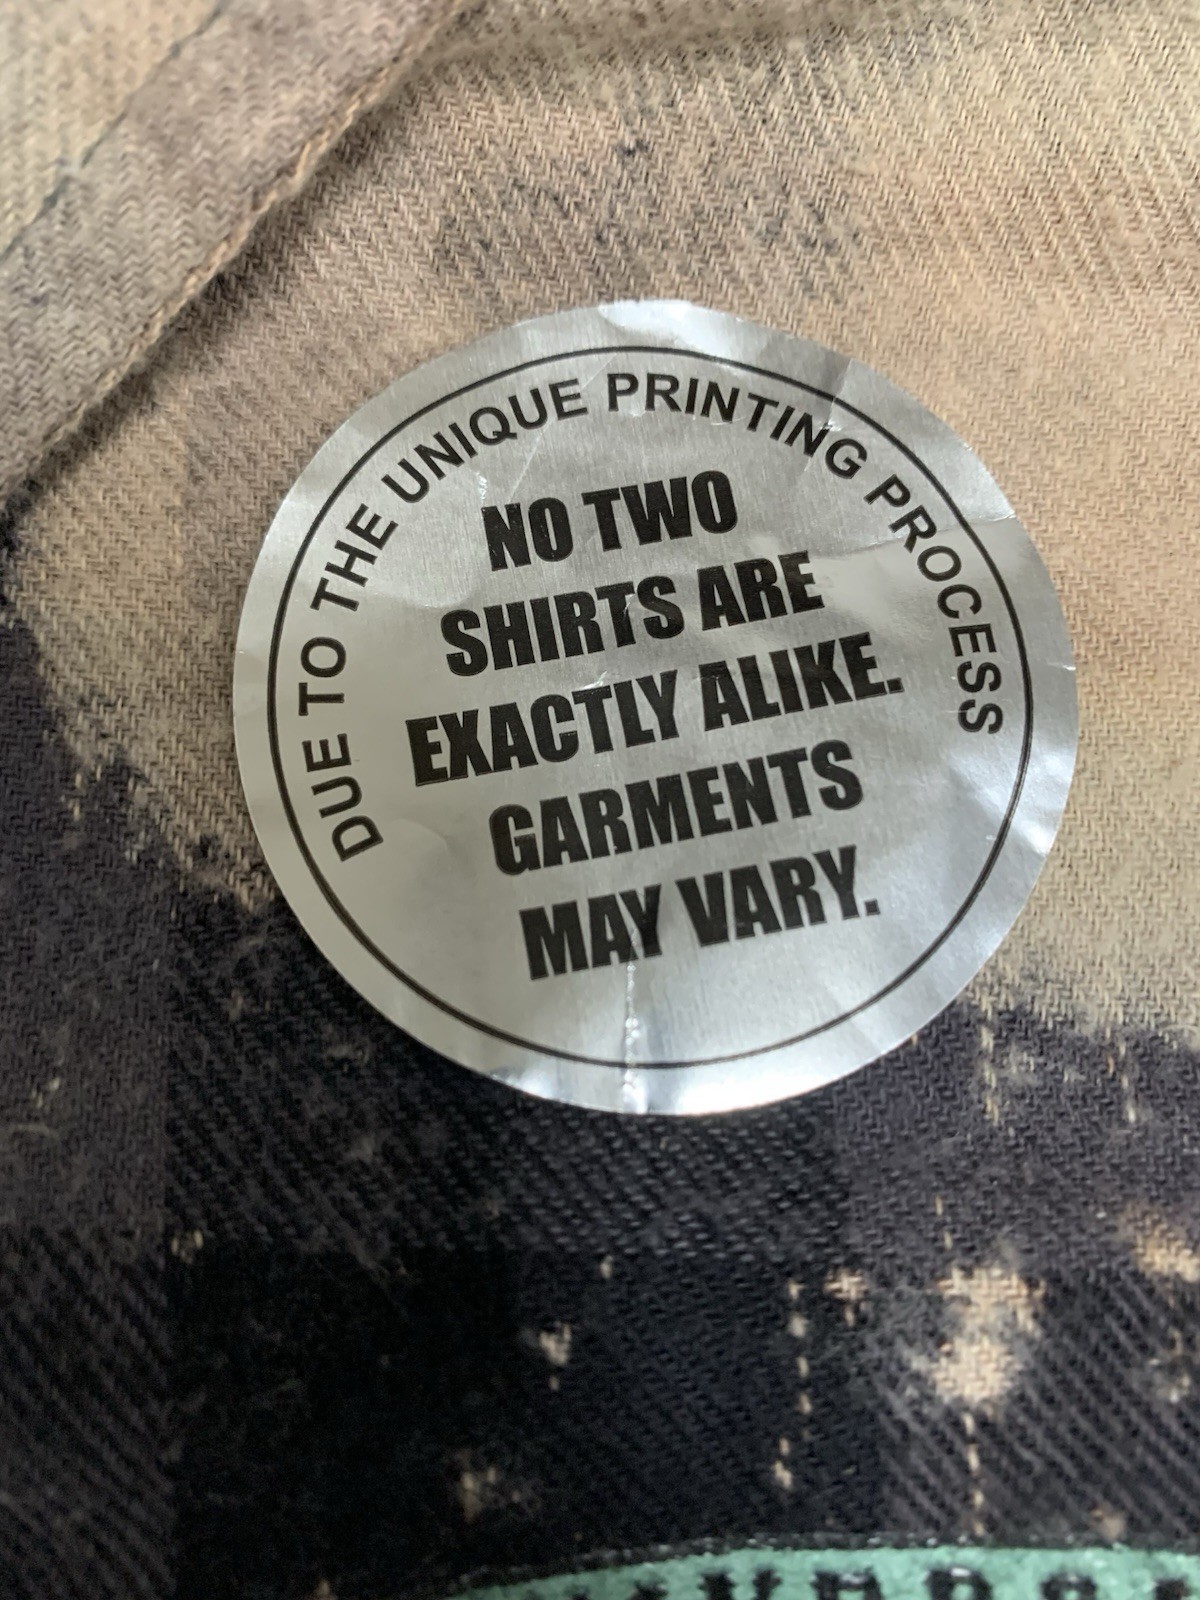 DUE TO THE UNIQUE PRINTING PROCESS
NO TWO
SHIRTS ARE
EXACTLY ALIKE.
GARMENTS
MAY VARY.